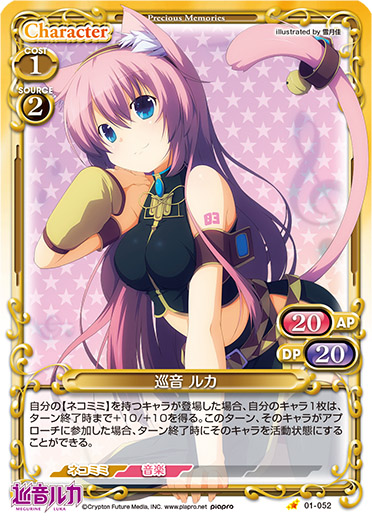 Precious Memories
Character
illustrated by 雪月佳
COST
1
SOURCE
2
03
20 AP
DP 20
巡音 ルカ
自分の【ネコミミ】を持つキャラが登場した場合、自分のキャラ1枚は、
ターン終了時まで+10/+10を得る。このターン、そのキャラがアプ
ローチに参加した場合、ターン終了時にそのキャラを活動状態にする
ことができる。
ネコミミ 音楽
巡音ルカ
MEGURINE LUKA
©Crypton Future Media, INC. www.piapro.net piapro
01-052